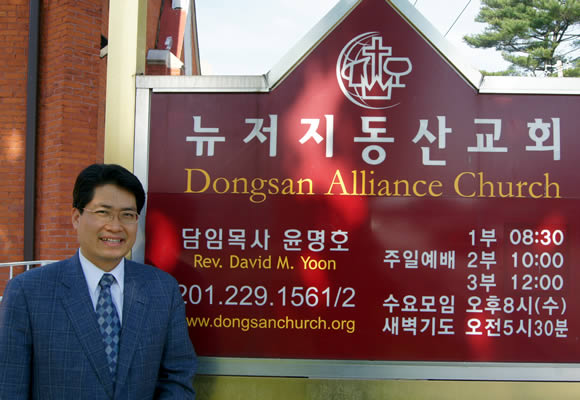 뉴저지동산교회
Dongsan Alliance Church
담임목사 윤명호
Rev. David M. Yoon
201.229.1561/2
www.dongsanchurch.org
주일예배 1부 08:30
2부 10:00
3부 12:00
수요모임 오후8시(수)
새벽기도 오전5시30분